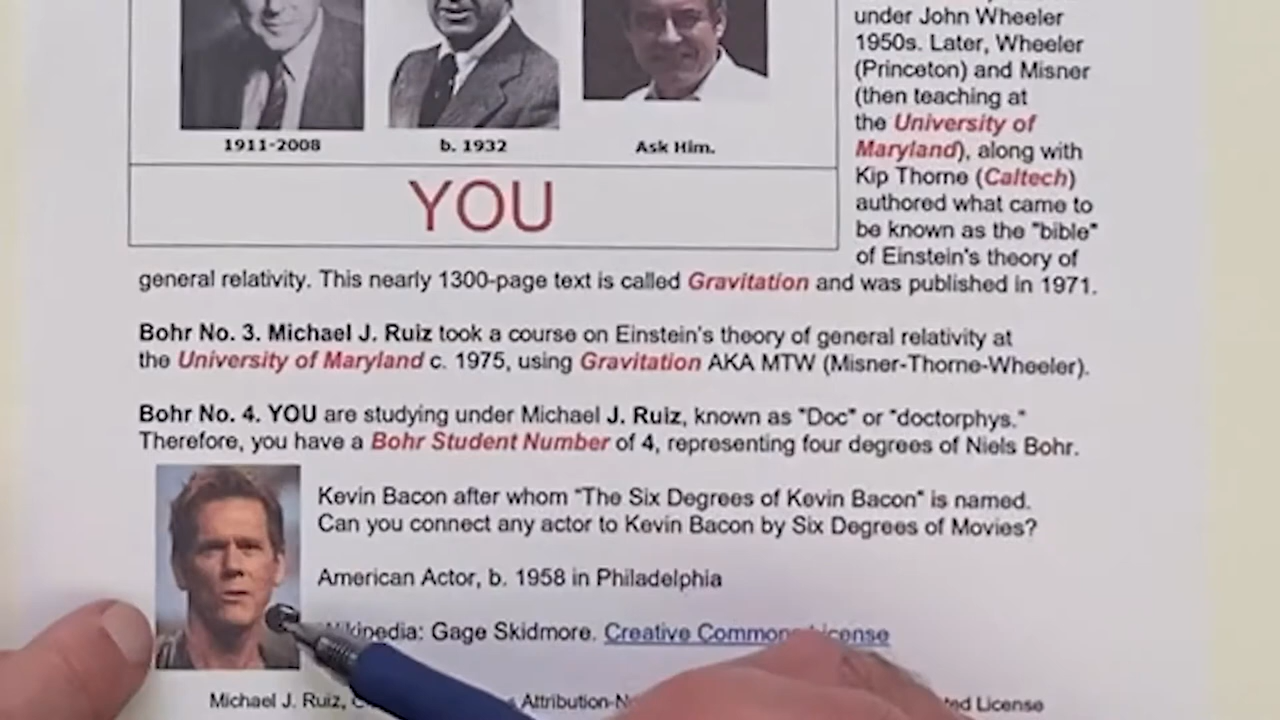 under John Wheeler
1950s. Later, Wheeler
(Princeton) and Misner
(then teaching at
the University of
Maryland), along with
Kip Thorne (Caltech)
authored what came to
be known as the "bible"
of Einstein's theory of
1911-2008 b. 1932 Ask Him.
YOU
general relativity. This nearly 1300-page text is called Gravitation and was published in 1971.
Bohr No. 3. Michael J. Ruiz took a course on Einstein's theory of general relativity at
the University of Maryland c. 1975, using Gravitation AKA MTW (Misner-Thorne-Wheeler).
Bohr No. 4. YOU are studying under Michael J. Ruiz, known as "Doc" or "doctorphys."
Therefore, you have a Bohr Student Number of 4, representing four degrees of Niels Bohr.
Kevin Bacon after whom "The Six Degrees of Kevin Bacon" is named.
Can you connect any actor to Kevin Bacon by Six Degrees of Movies?
American Actor, b. 1958 in Philadelphia
Wikipedia: Gage Skidmore. Creative Commons License
Michael J. Ruiz, License